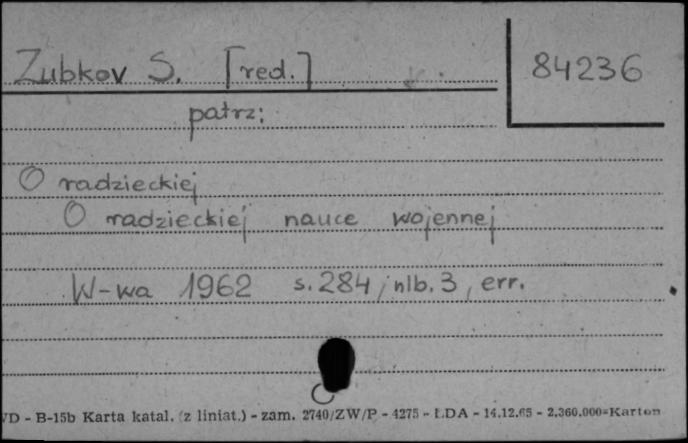 Zubkov S. [red.]
84236
patrz:
O radzieckiej
O radzieckiej nauce wojennej
W-wa 1962 s. 284, nlb. 3, err.
VD - B-15b Karta katal. (z liniat.) - zam. 2740/ZW/P - 4275 - LDA - 14.12.65 - 2.360.000=Karton